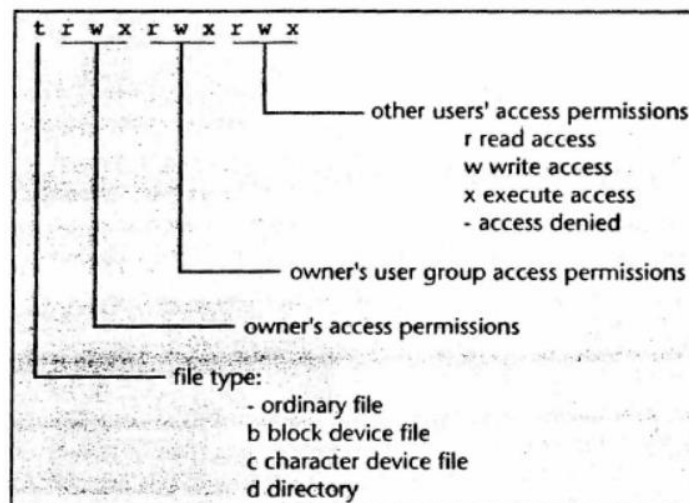 t r w x r w x r w x
other users' access permissions
r read access
w write access
x execute access
- access denied
owner's user group access permissions
owner's access permissions
file type:
- ordinary file
b block device file
c character device file
d directory